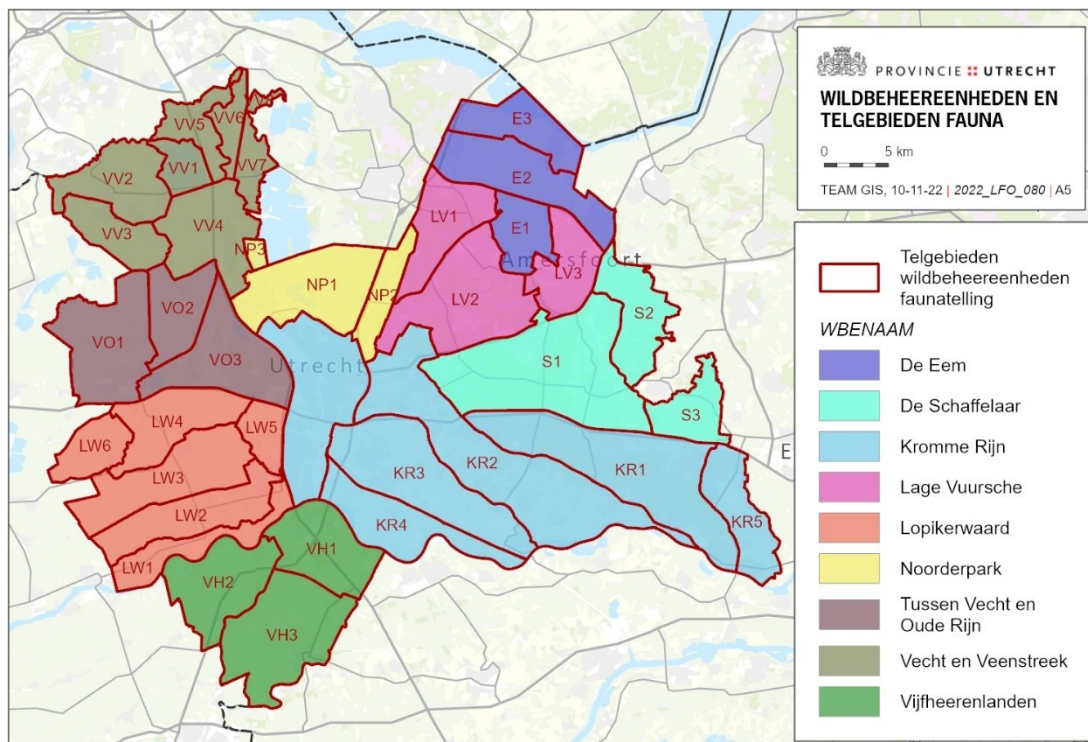 PROVINCIE UTRECHT
WILDBEHEEREENHEDEN EN
TELGEBIEDEN FAUNA
0 5 km
TEAM GIS, 10-11-22 | 2022_LFO_080 | A5
Telgebieden
wildbeheereenheden
faunatelling
WBENAAM
De Eem
De Schaffelaar
Kromme Rijn
Lage Vuursche
Lopikerwaard
Noorderpark
Tussen Vecht en
Oude Rijn
Vecht en Veenstreek
Vijfheerenlanden
E3
VV5
VV6
VV7
VV1
VV2
E2
LV1
VV4
E1
VV3
NP3
Amersfoort
LV3
NP1
NP2
LV2
VO2
S2
VO1
VO3
Utrecht
S1
LW4
LW5
S3
LW6
E
KR2
KR1
LW3
KR3
KR5
LW2
KR4
VH1
LW1
VH2
VH3